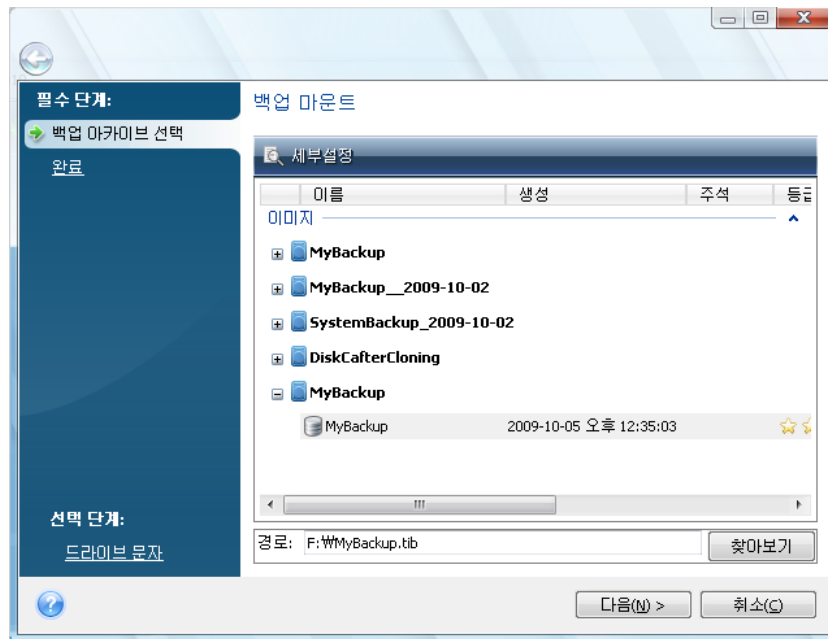 필수 단계:
백업 아카이브 선택
완료
선택 단계:
드라이브 문자
백업 마운트
세부설정
이름 생성 주석
이미지
MyBackup
MyBackup__2009-10-02
SystemBackup_2009-10-02
DiskCafterCloning
MyBackup
MyBackup 2009-10-05 오후 12:35:03
경로: F:₩MyBackup.tib 찾아보기
다음(N) > 취소(C)